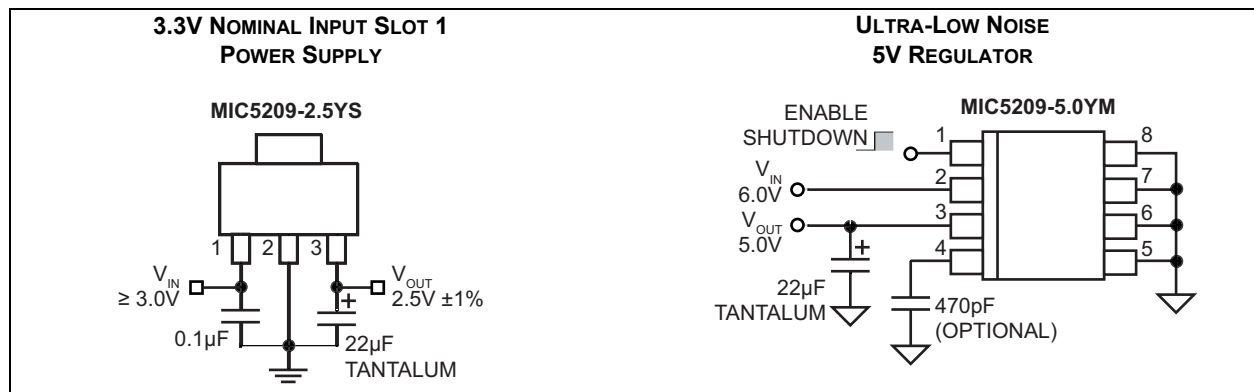 3.3V NOMINAL INPUT SLOT 1
POWER SUPPLY
MIC5209-2.5YS
1 2 3
VIN
≥ 3.0V
VOUT
2.5V ±1%
+
0.1µF
22µF
TANTALUM
ULTRA-LOW NOISE
5V REGULATOR
MIC5209-5.0YM
ENABLE
SHUTDOWN
1
8
VIN
6.0V
2
7
VOUT
5.0V
3
6
4
5
+
22µF
TANTALUM
470pF
(OPTIONAL)